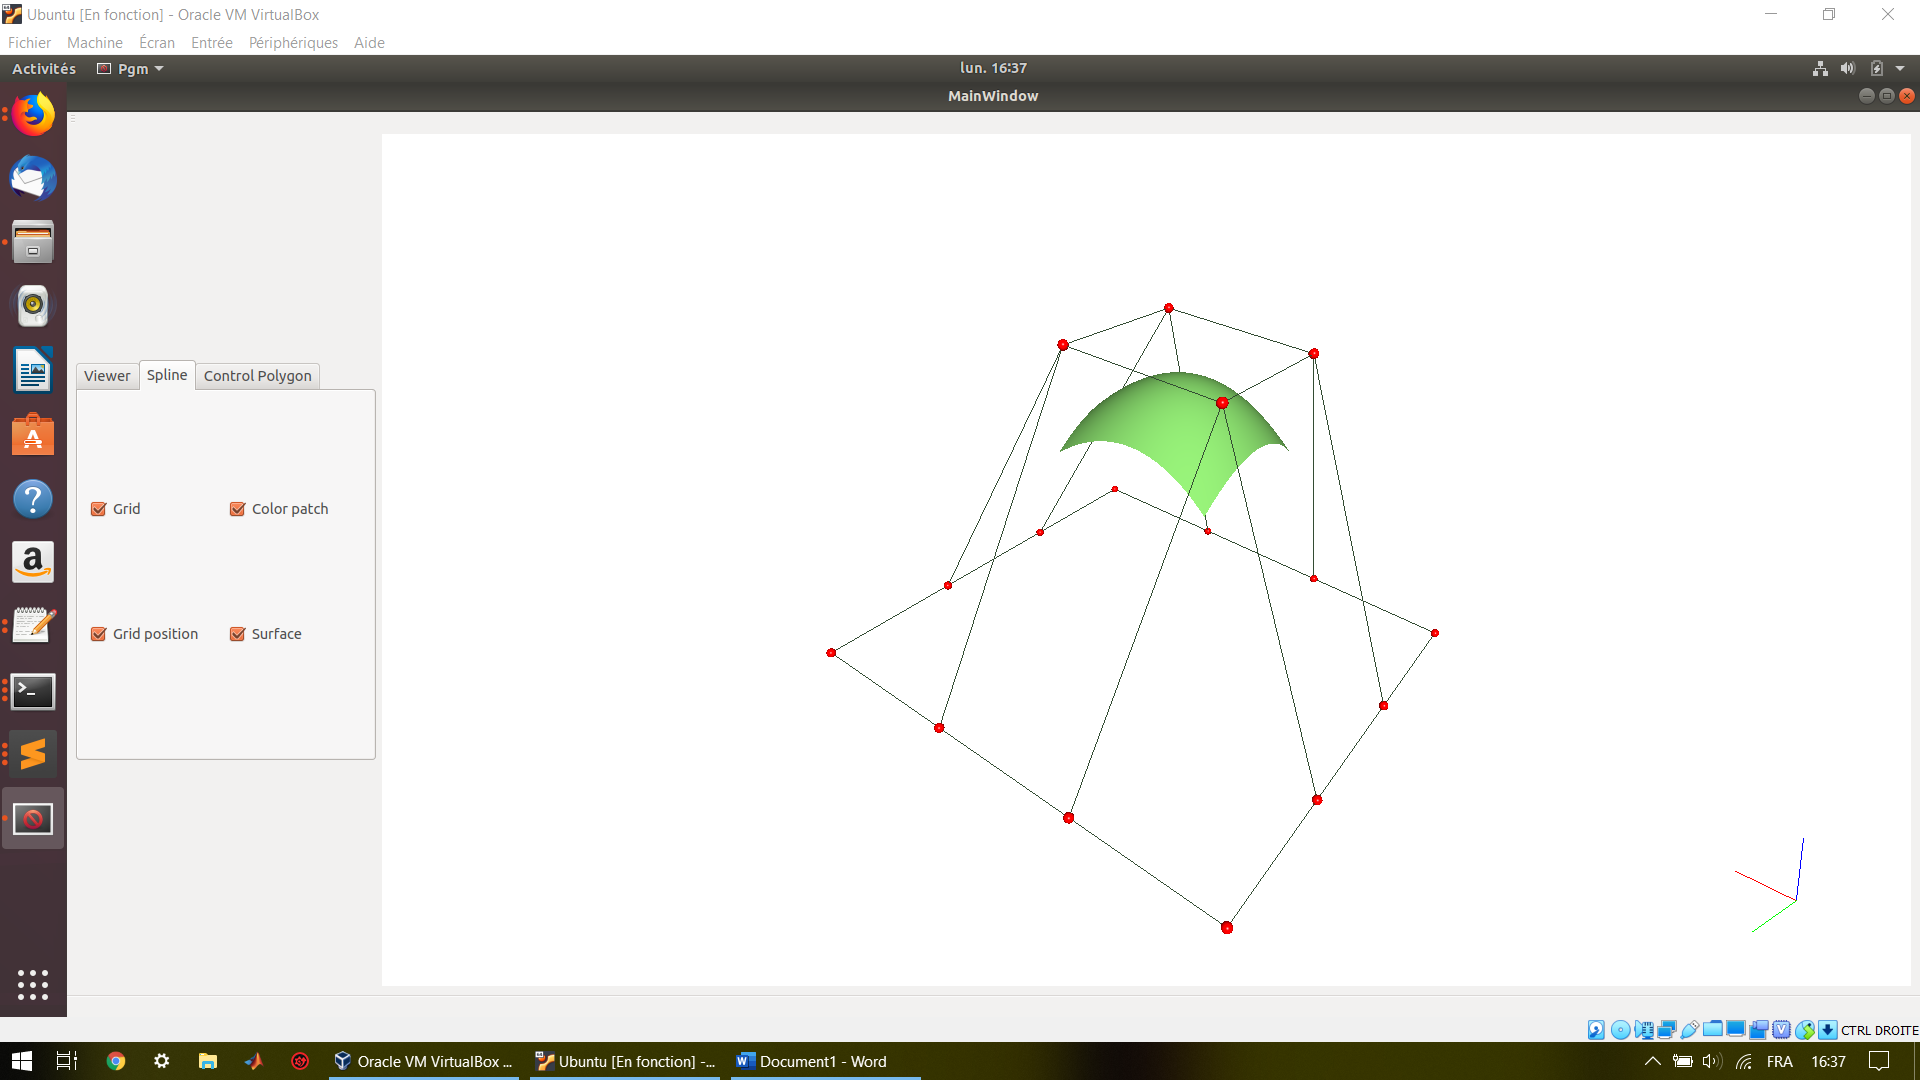 Ubuntu [En fonction] - Oracle VM VirtualBox
Fichier Machine Écran Entrée Périphériques Aide
Activités Pgm lun. 16:37
MainWindow
Viewer Spline Control Polygon
Grid Color patch
Grid position Surface
CTRL DROITE
Oracle VM VirtualBox ... Ubuntu [En fonction] -... Document1 - Word FRA 16:37